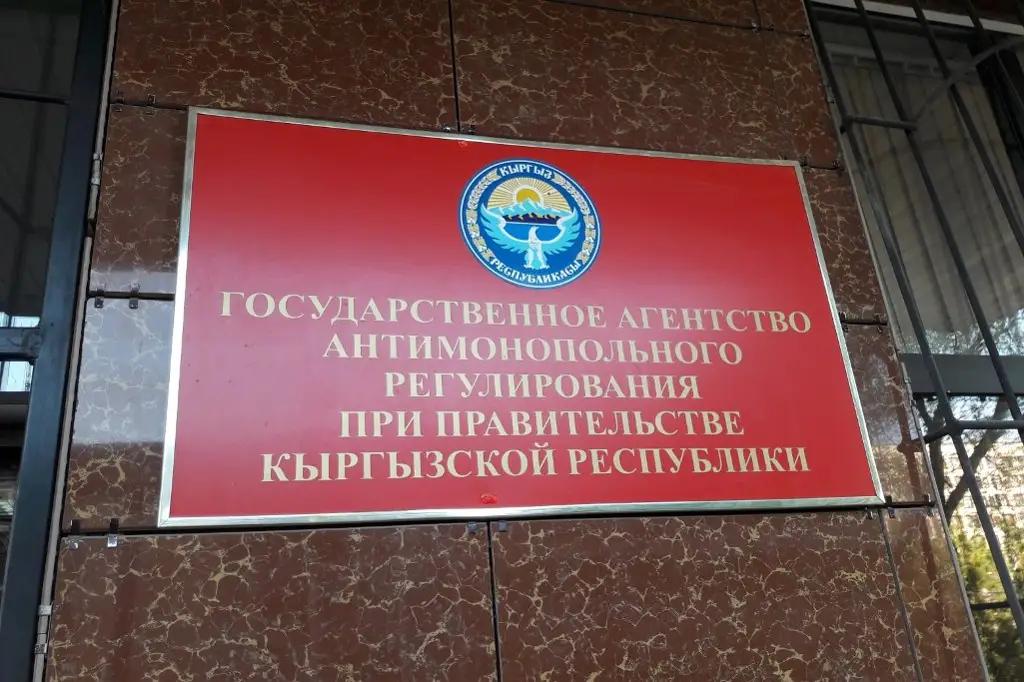 КЫРГЫЗ
РЕСПУБЛИКАСЫ
ГОСУДАРСТВЕННОЕ АГЕНТСТВО
АНТИМОНОПОЛЬНОГО
РЕГУЛИРОВАНИЯ
ПРИ ПРАВИТЕЛЬСТВЕ
КЫРГЫЗСКОЙ РЕСПУБЛИКИ